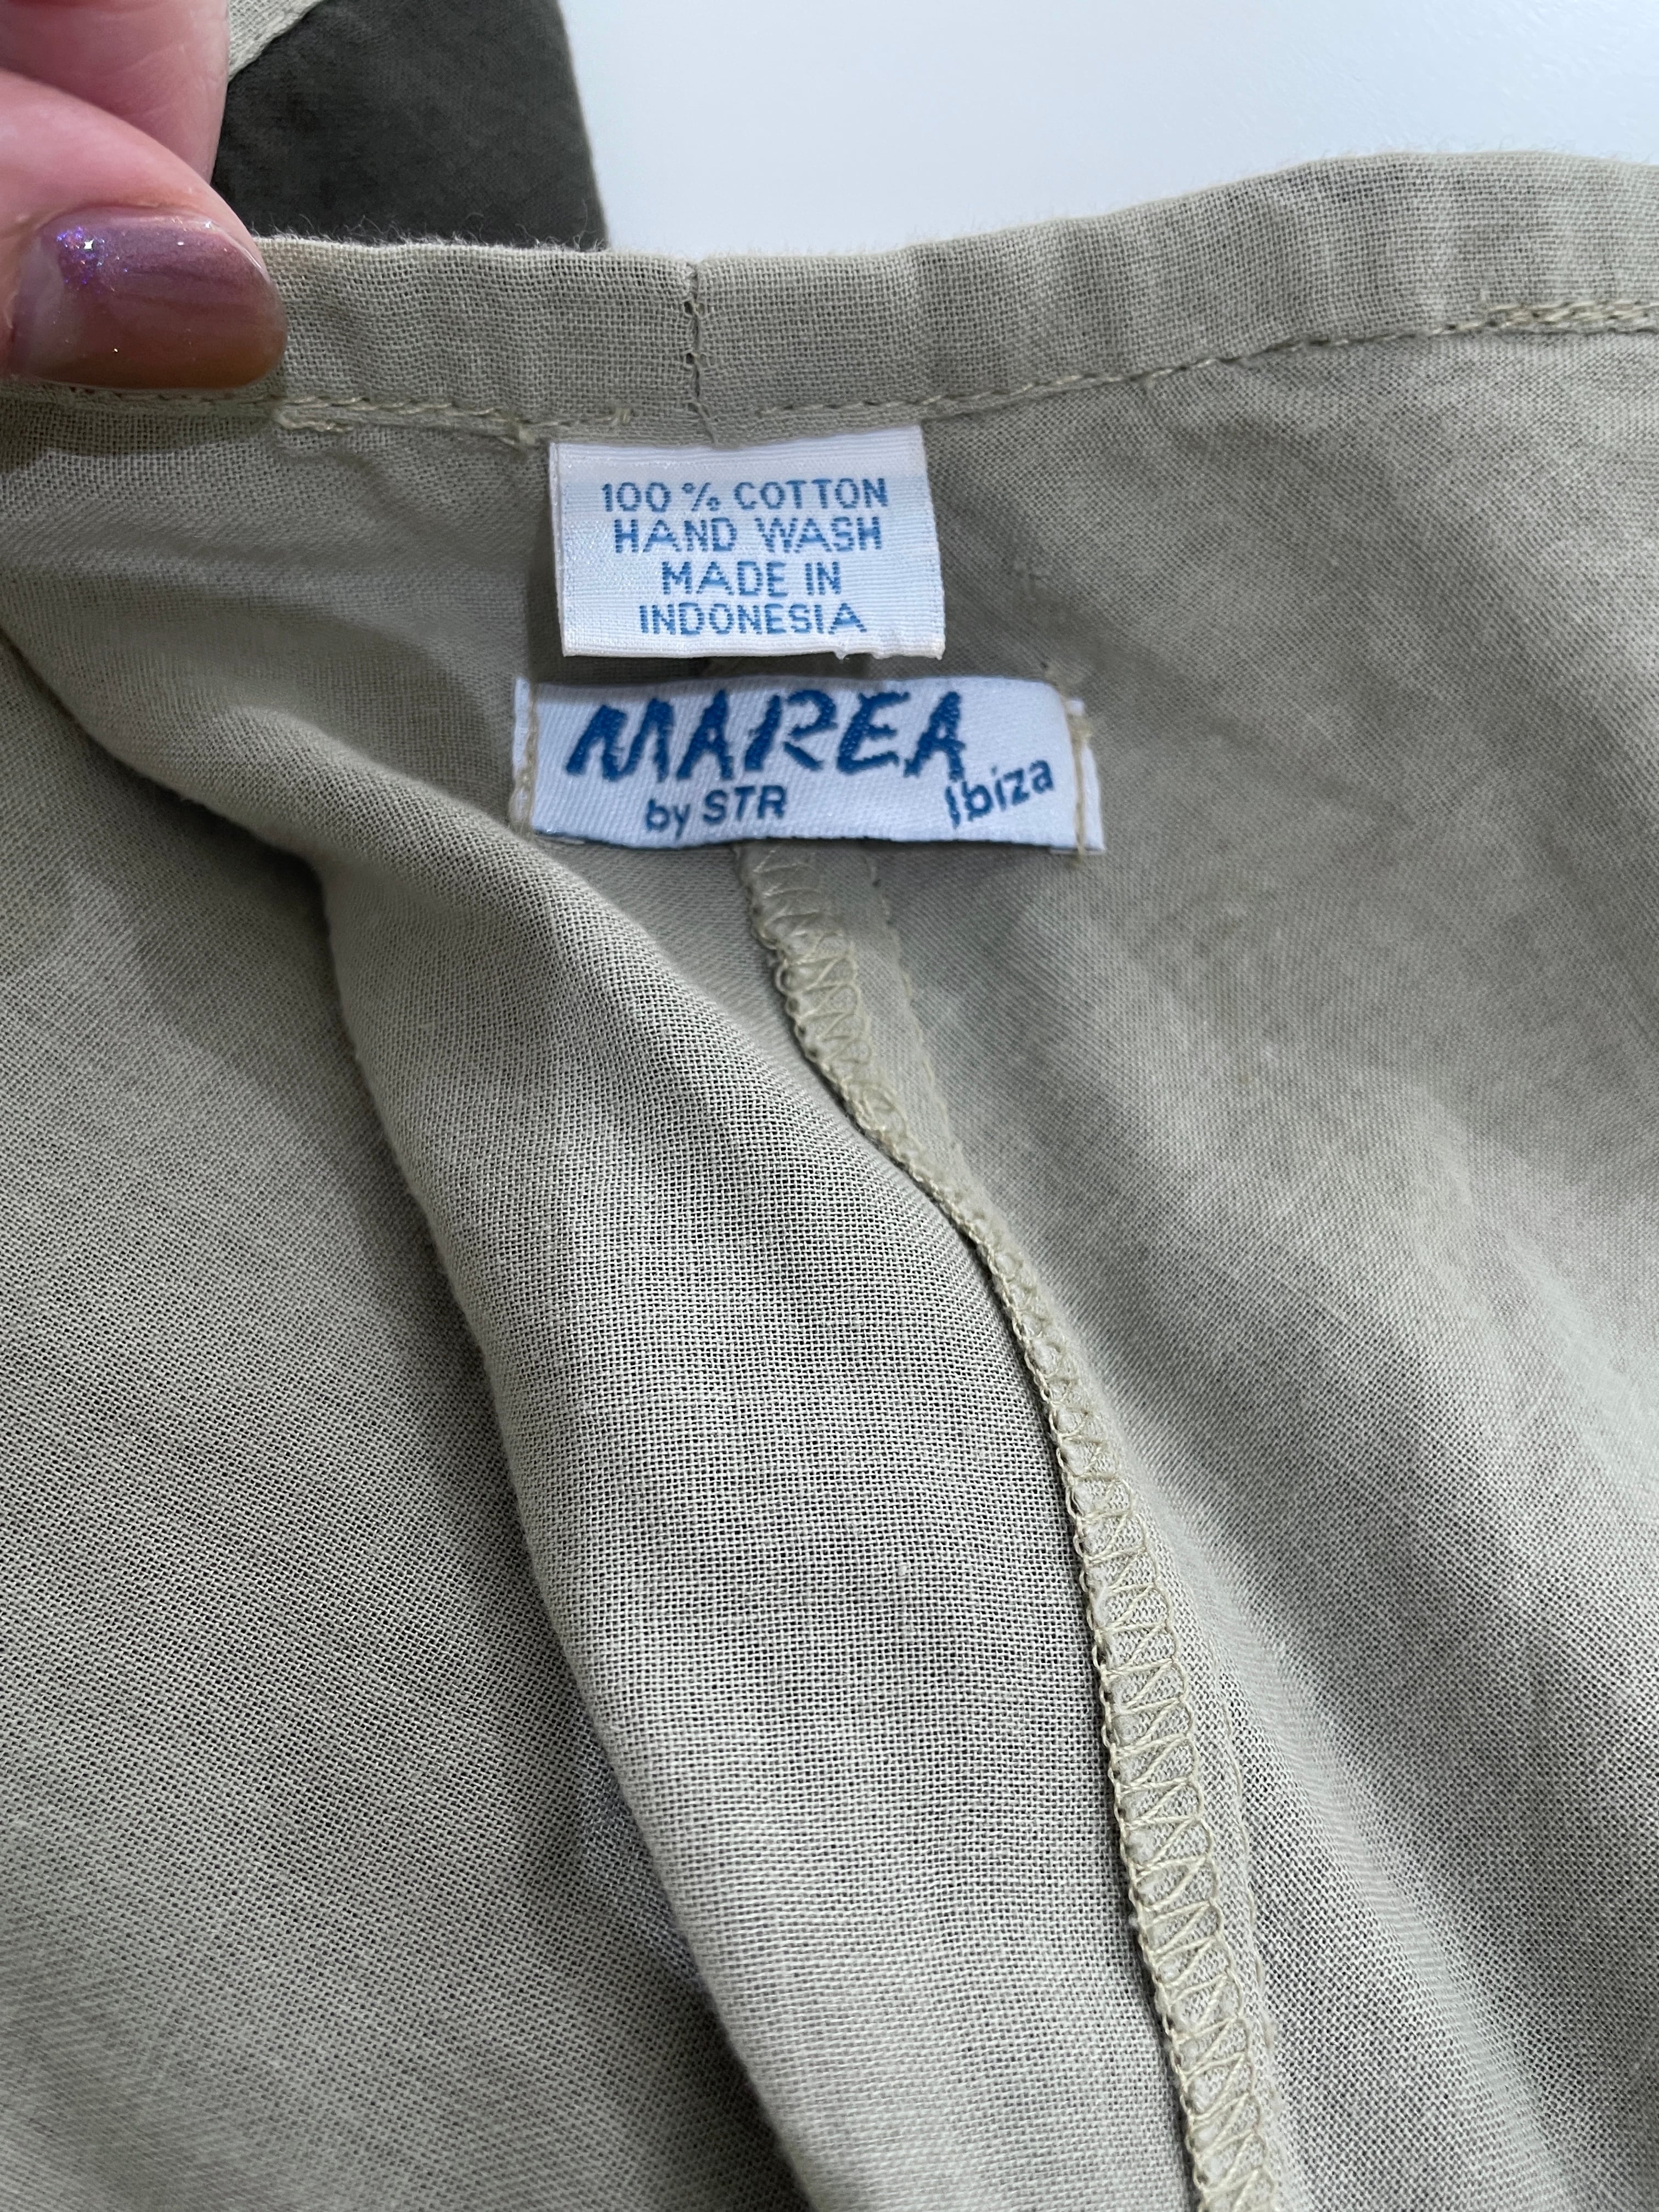 100 % COTTON
HAND WASH
MADE IN
INDONESIA
MAREA
by STR Ibiza